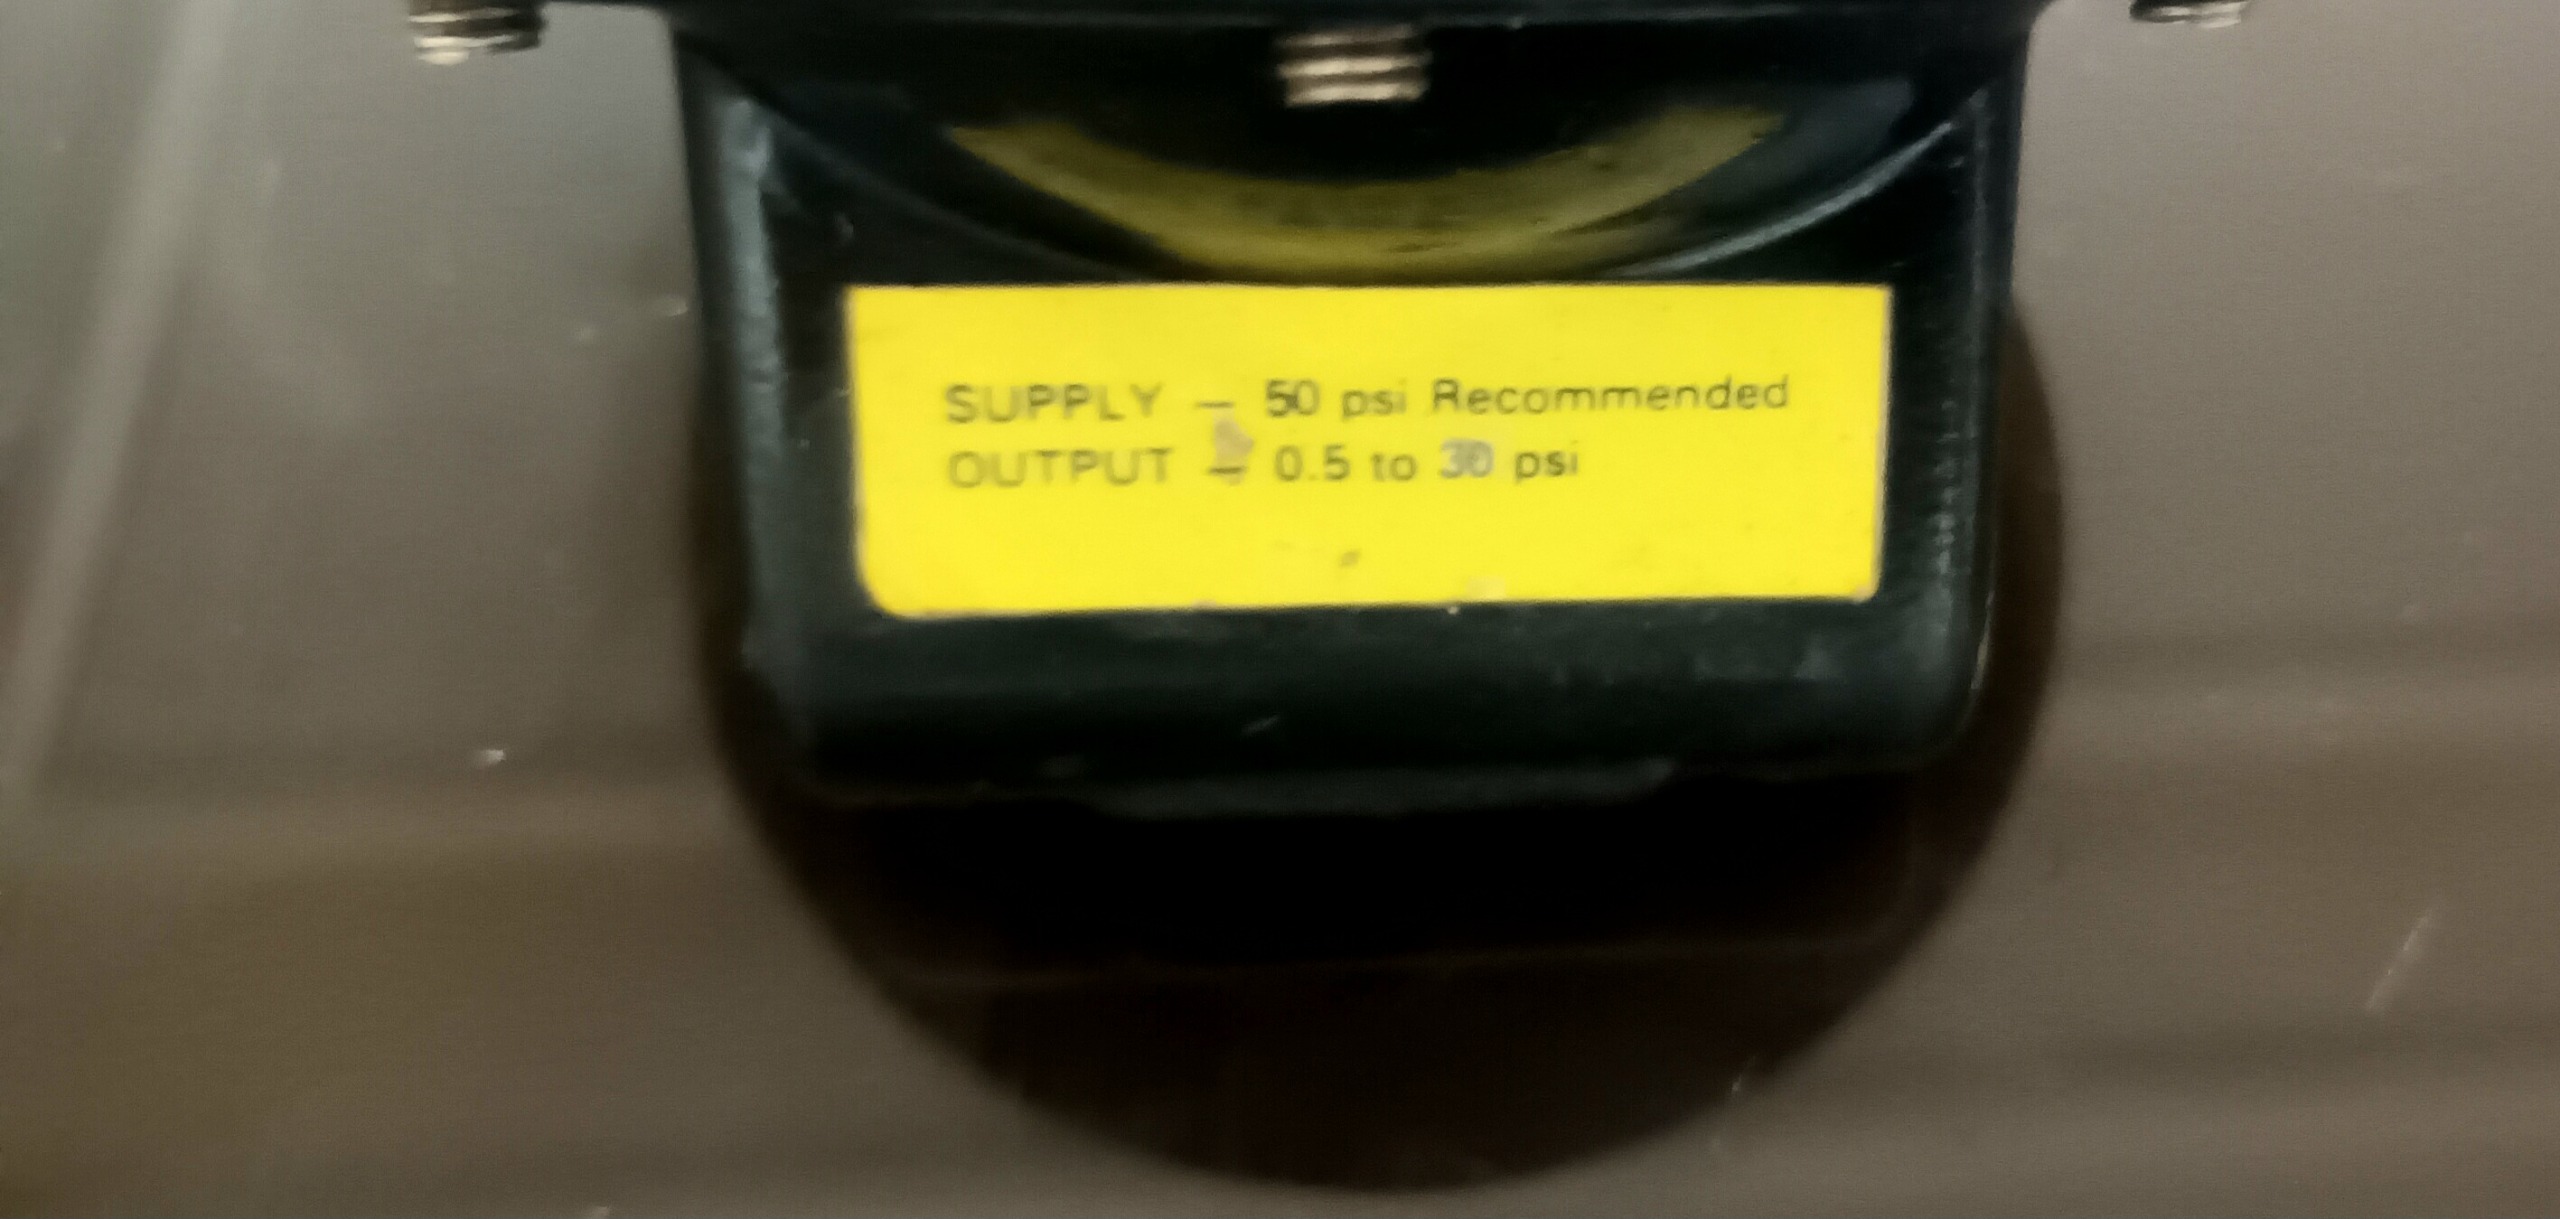 SUPPLY – 50 psi Recommended
OUTPUT – 0.5 to 30 psi